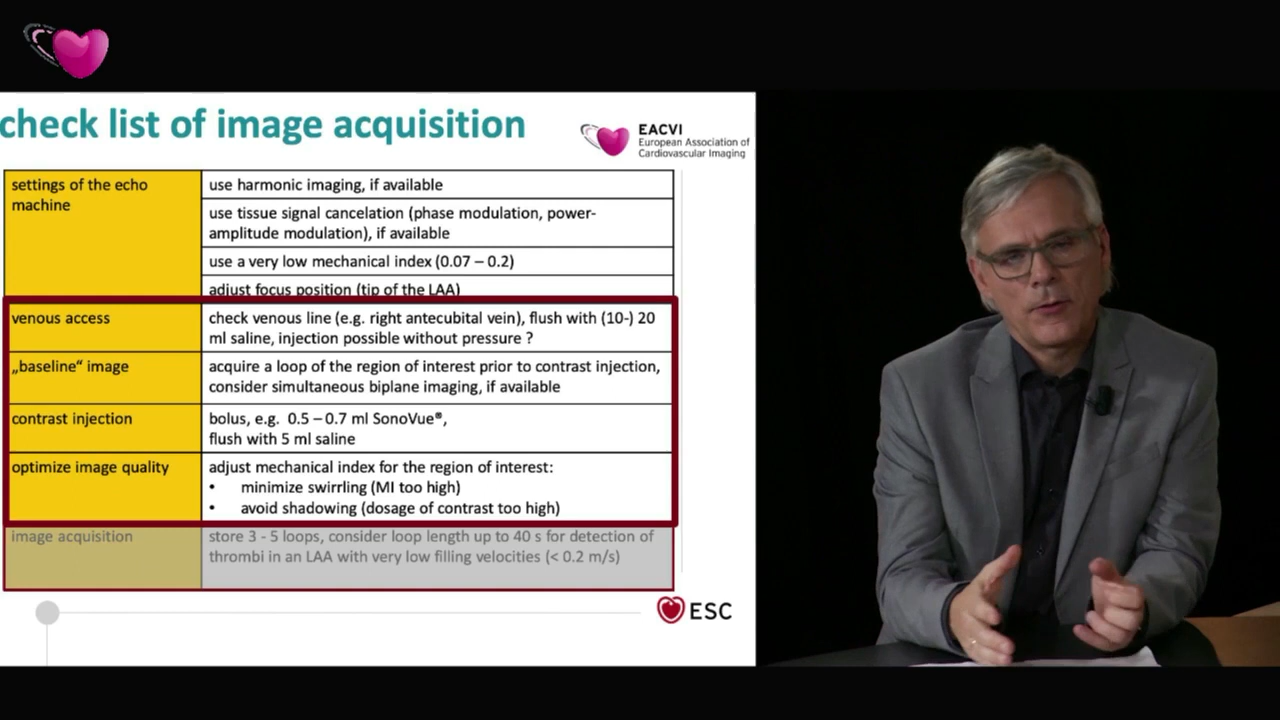 check list of image acquisition
EACVI
European Association of
Cardiovascular Imaging
settings of the echo
machine
use harmonic imaging, if available
use tissue signal cancelation (phase modulation, power-
amplitude modulation), if available
use a very low mechanical index (0.07 – 0.2)
adjust focus position (tip of the LAA)
venous access
check venous line (e.g. right antecubital vein), flush with (10-) 20
ml saline, injection possible without pressure ?
„baseline“ image
acquire a loop of the region of interest prior to contrast injection,
consider simultaneous biplane imaging, if available
contrast injection
bolus, e.g. 0.5 – 0.7 ml SonoVue®,
flush with 5 ml saline
optimize image quality
adjust mechanical index for the region of interest:
• minimize swirrling (MI too high)
• avoid shadowing (dosage of contrast too high)
image acquisition
store 3 - 5 loops, consider loop length up to 40 s for detection of
thrombi in an LAA with very low filling velocities (< 0.2 m/s)
ESC